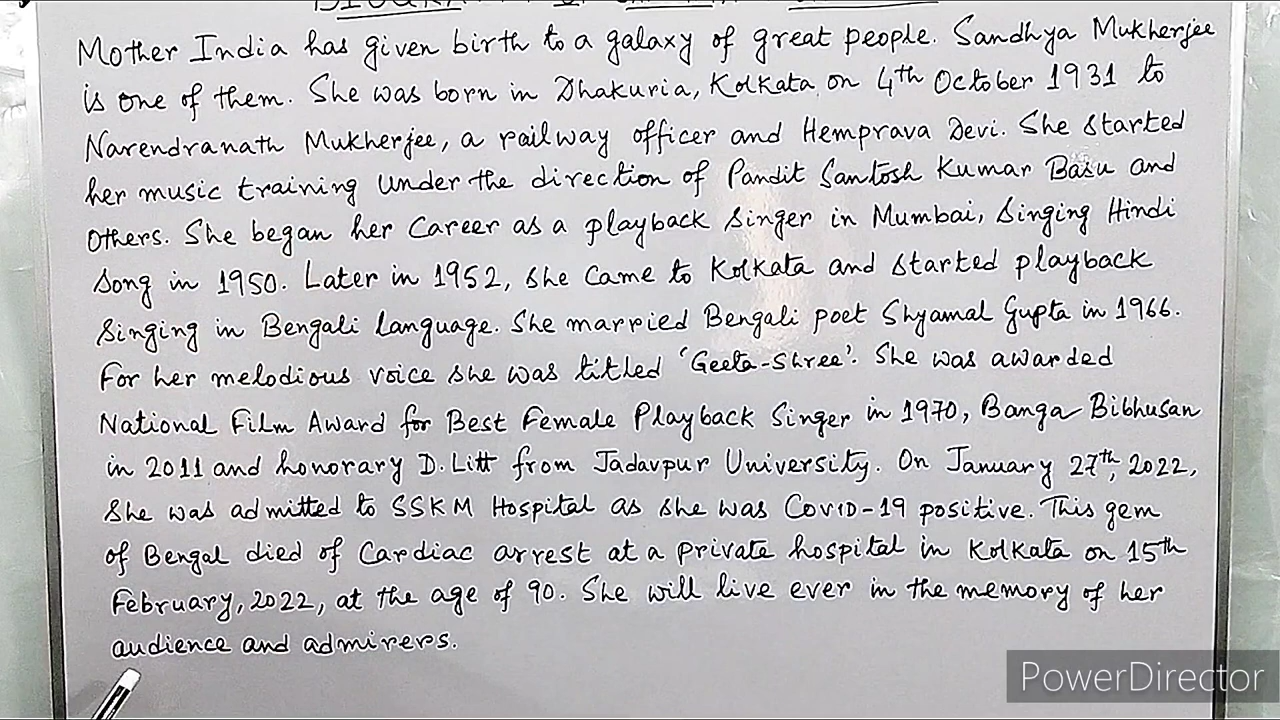 Mother India has given birth to a galaxy of great people. Sandhya Mukherjee
is one of them. She was born in Dhakuria, Kolkata on 4th October 1931 to
Narendranath Mukherjee, a railway officer and Hemprava Devi. She started
her music training under the direction of Pandit Santosh Kumar Basu and
others. She began her career as a playback singer in Mumbai, singing Hindi
song in 1950. Later in 1952, she came to Kolkata and started playback
singing in Bengali language. She married Bengali poet Shyamal Gupta in 1966.
For her melodious voice she was titled 'Geeta-Shree'. She was awarded
National Film Award for Best Female Playback Singer in 1970, Banga Bibhusan
in 2011 and honorary D.Litt from Jadavpur University. On January 27th, 2022,
she was admitted to SSKM Hospital as she was Covid-19 positive. This gem
of Bengal died of cardiac arrest at a private hospital in Kolkata on 15th
February, 2022, at the age of 90. She will live ever in the memory of her
audience and admirers.
PowerDirector